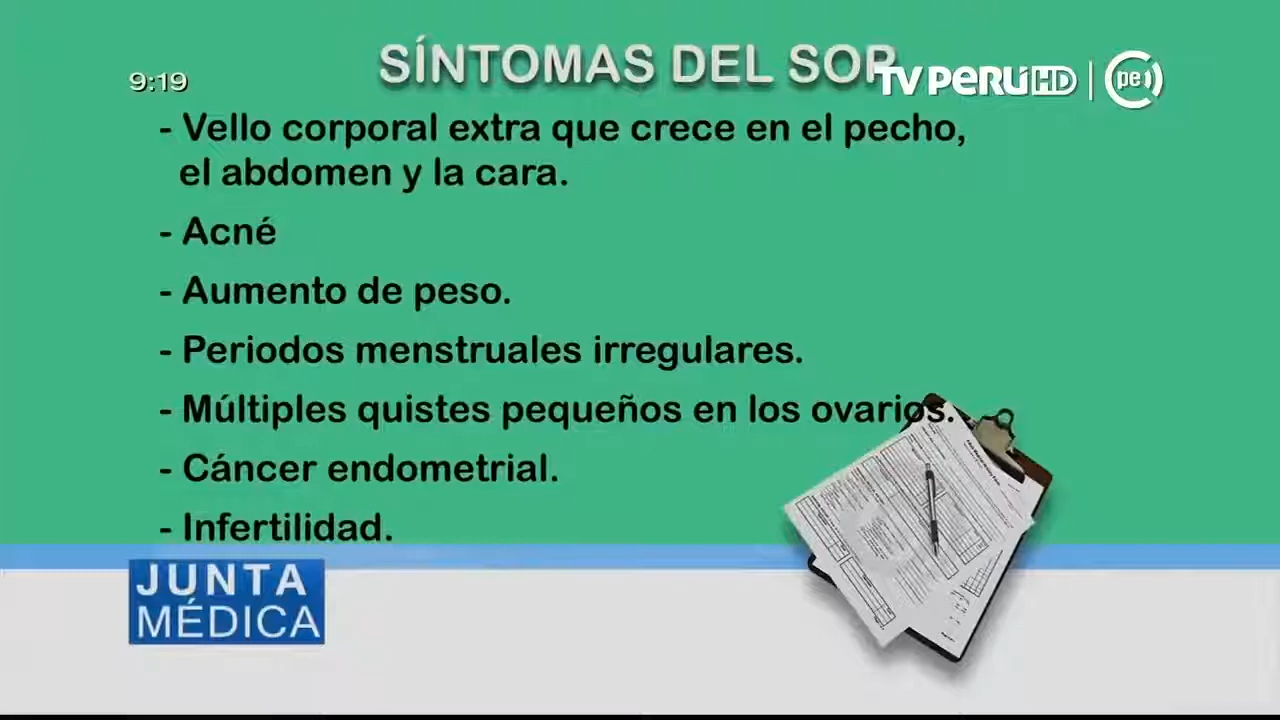 SÍNTOMAS DEL SOP
9:19
TV PERÚ HD | pe
- Vello corporal extra que crece en el pecho,
el abdomen y la cara.
- Acné
- Aumento de peso.
- Periodos menstruales irregulares.
- Múltiples quistes pequeños en los ovarios.
- Cáncer endometrial.
- Infertilidad.
JUNTA
MÉDICA